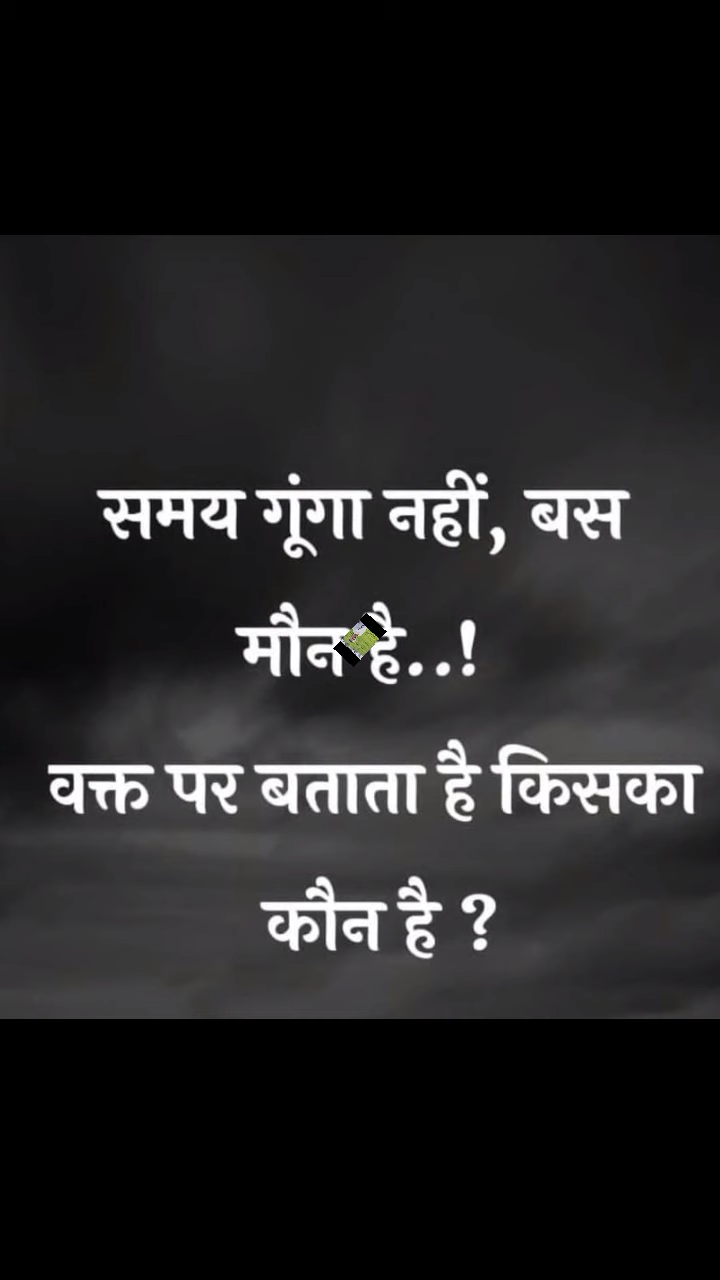 समय गूंगा नहीं, बस
मौन है..!
वक्त पर बताता है किसका
कौन है ?